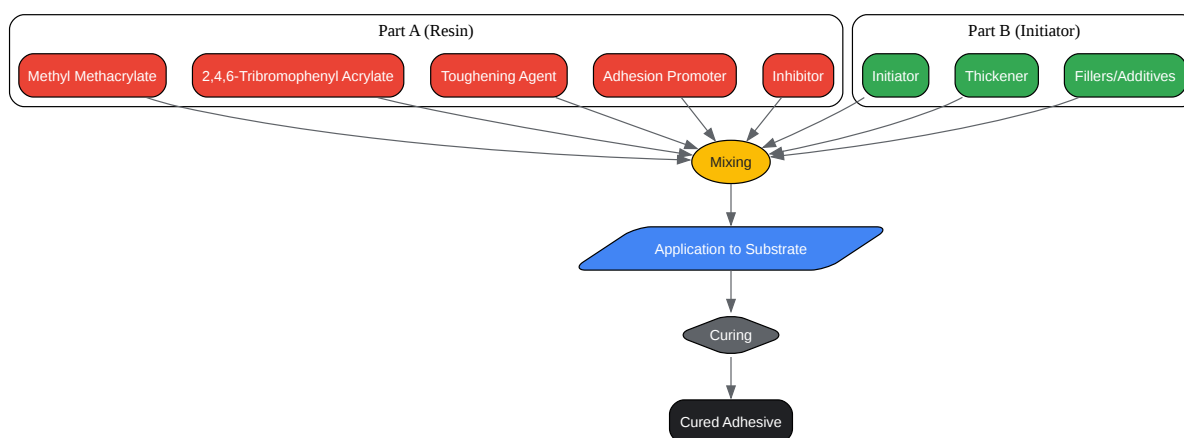 Part A (Resin)
Part B (Initiator)
Methyl Methacrylate
2,4,6-Tribromophenyl Acrylate
Toughening Agent
Adhesion Promoter
Inhibitor
Initiator
Thickener
Fillers/Additives
Mixing
Application to Substrate
Curing
Cured Adhesive